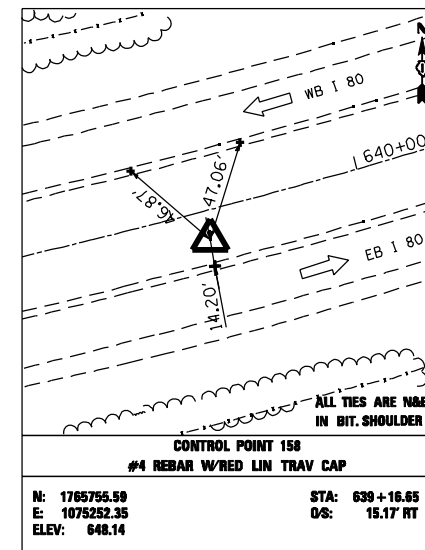 N
WB I 80
640+00
47.06'
46.87'
EB I 80
14.20'
ALL TIES ARE N&B
IN BIT. SHOULDER
CONTROL POINT 158
#4 REBAR W/RED LIN TRAV CAP
N: 1765755.59
E: 1075252.35
ELEV: 648.14
STA: 639+16.65
O/S: 15.17' RT